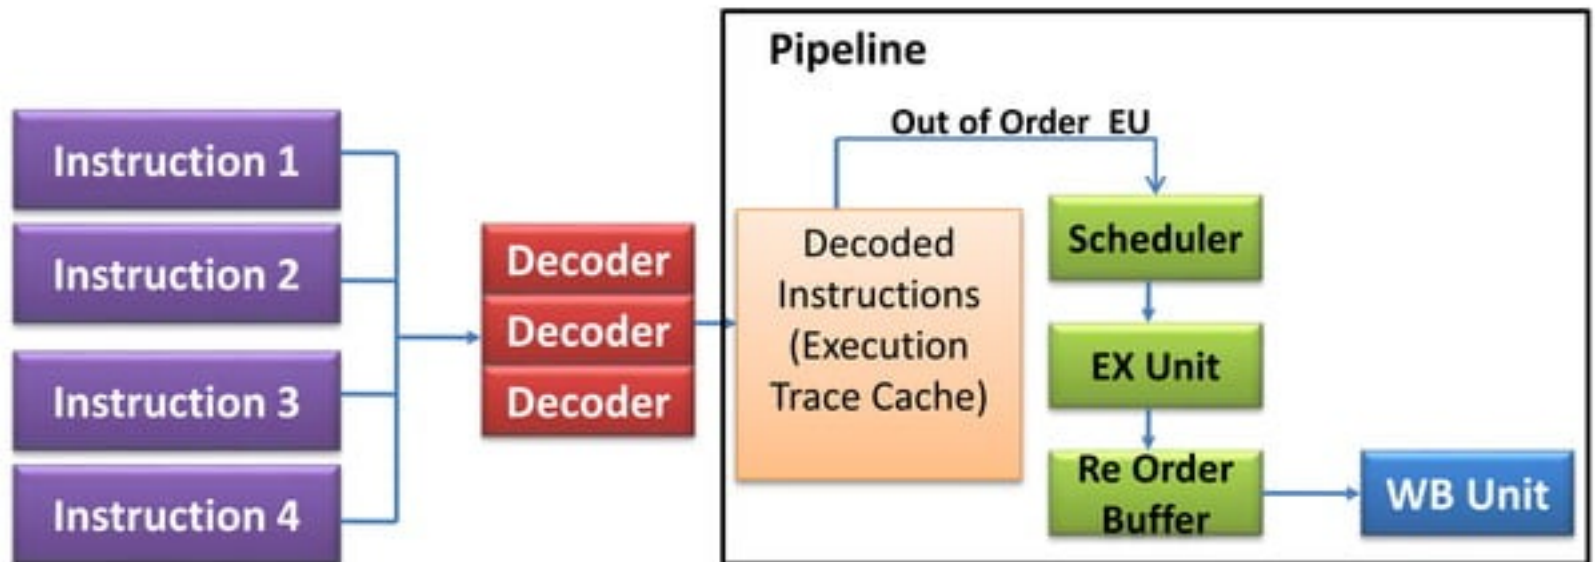 Pipeline
Out of Order EU
Instruction 1
Instruction 2
Instruction 3
Instruction 4
Decoder
Decoder
Decoder
Decoded
Instructions
(Execution
Trace Cache)
Scheduler
EX Unit
Re Order
Buffer
WB Unit